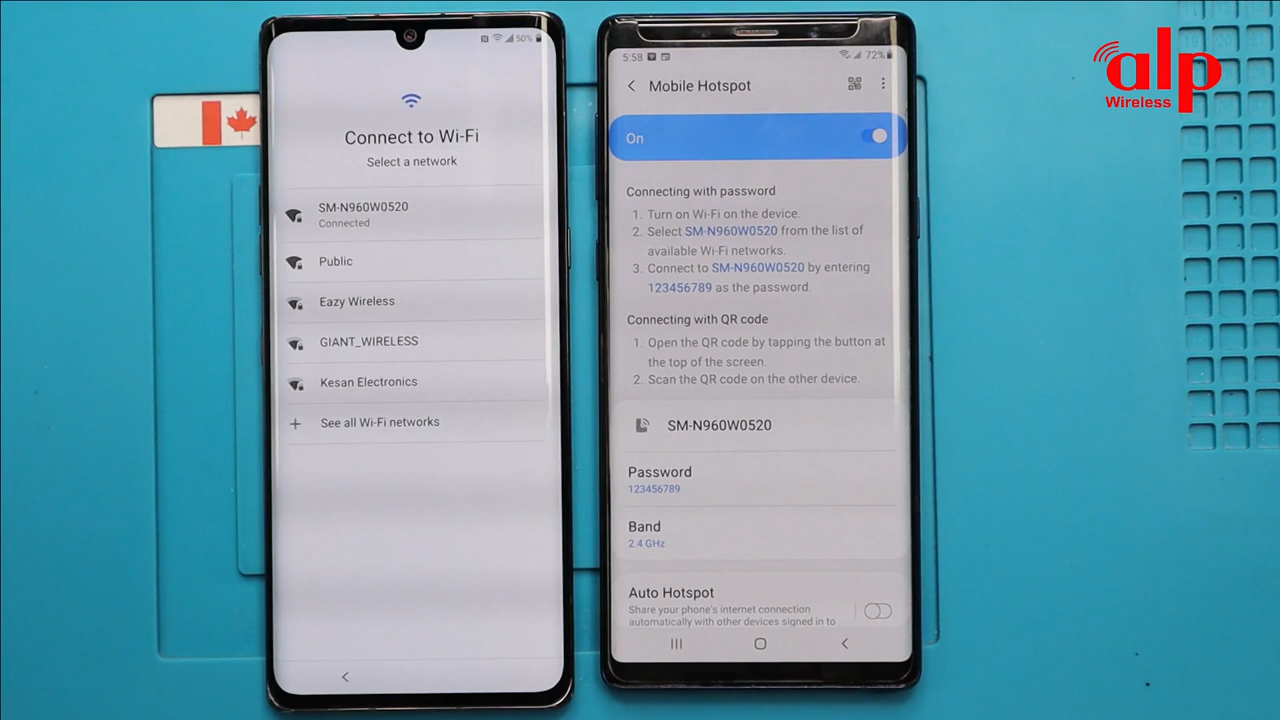 50%
Connect to Wi-Fi
Select a network
SM-N960W0520
Connected
Public
Eazy Wireless
GIANT_WIRELESS
Kesan Electronics
See all Wi-Fi networks
5:58
72%
Mobile Hotspot
On
Connecting with password
1. Turn on Wi-Fi on the device.
2. Select SM-N960W0520 from the list of
available Wi-Fi networks.
3. Connect to SM-N960W0520 by entering
123456789 as the password.
Connecting with QR code
1. Open the QR code by tapping the button at
the top of the screen.
2. Scan the QR code on the other device.
SM-N960W0520
Password
123456789
Band
2.4 GHz
Auto Hotspot
Share your phone's internet connection
automatically with other devices signed in to
alp
Wireless